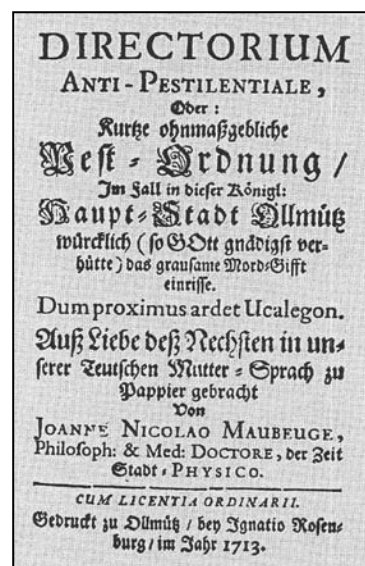 DIRECTORIUM
ANTI-PESTILENTIALE,
Oder:
Kurtze ohnmaßgebliche
Pest-Ordnung /
Im Fall in dieser Königl:
Haupt-Stadt Ollmütz
würcklich (so GOtt gnädigst ver-
hütte) das grausame Mord-Gifft
einrisse.
Dum proximus ardet Ucalegon.
Auß Liebe deß Nechsten in un-
serer Teutschen Mutter-Sprach zu
Pappier gebracht
Von
JOANNE NICOLAO MAUBEUGE,
Philosoph: & Med: DOCTORE, der Zeit
Stadt-PHYSICO.
CUM LICENTIA ORDINARII.
Gedruckt zu Ollmütz / bey Ignatio Rosen-
burg / im Jahr 1713.